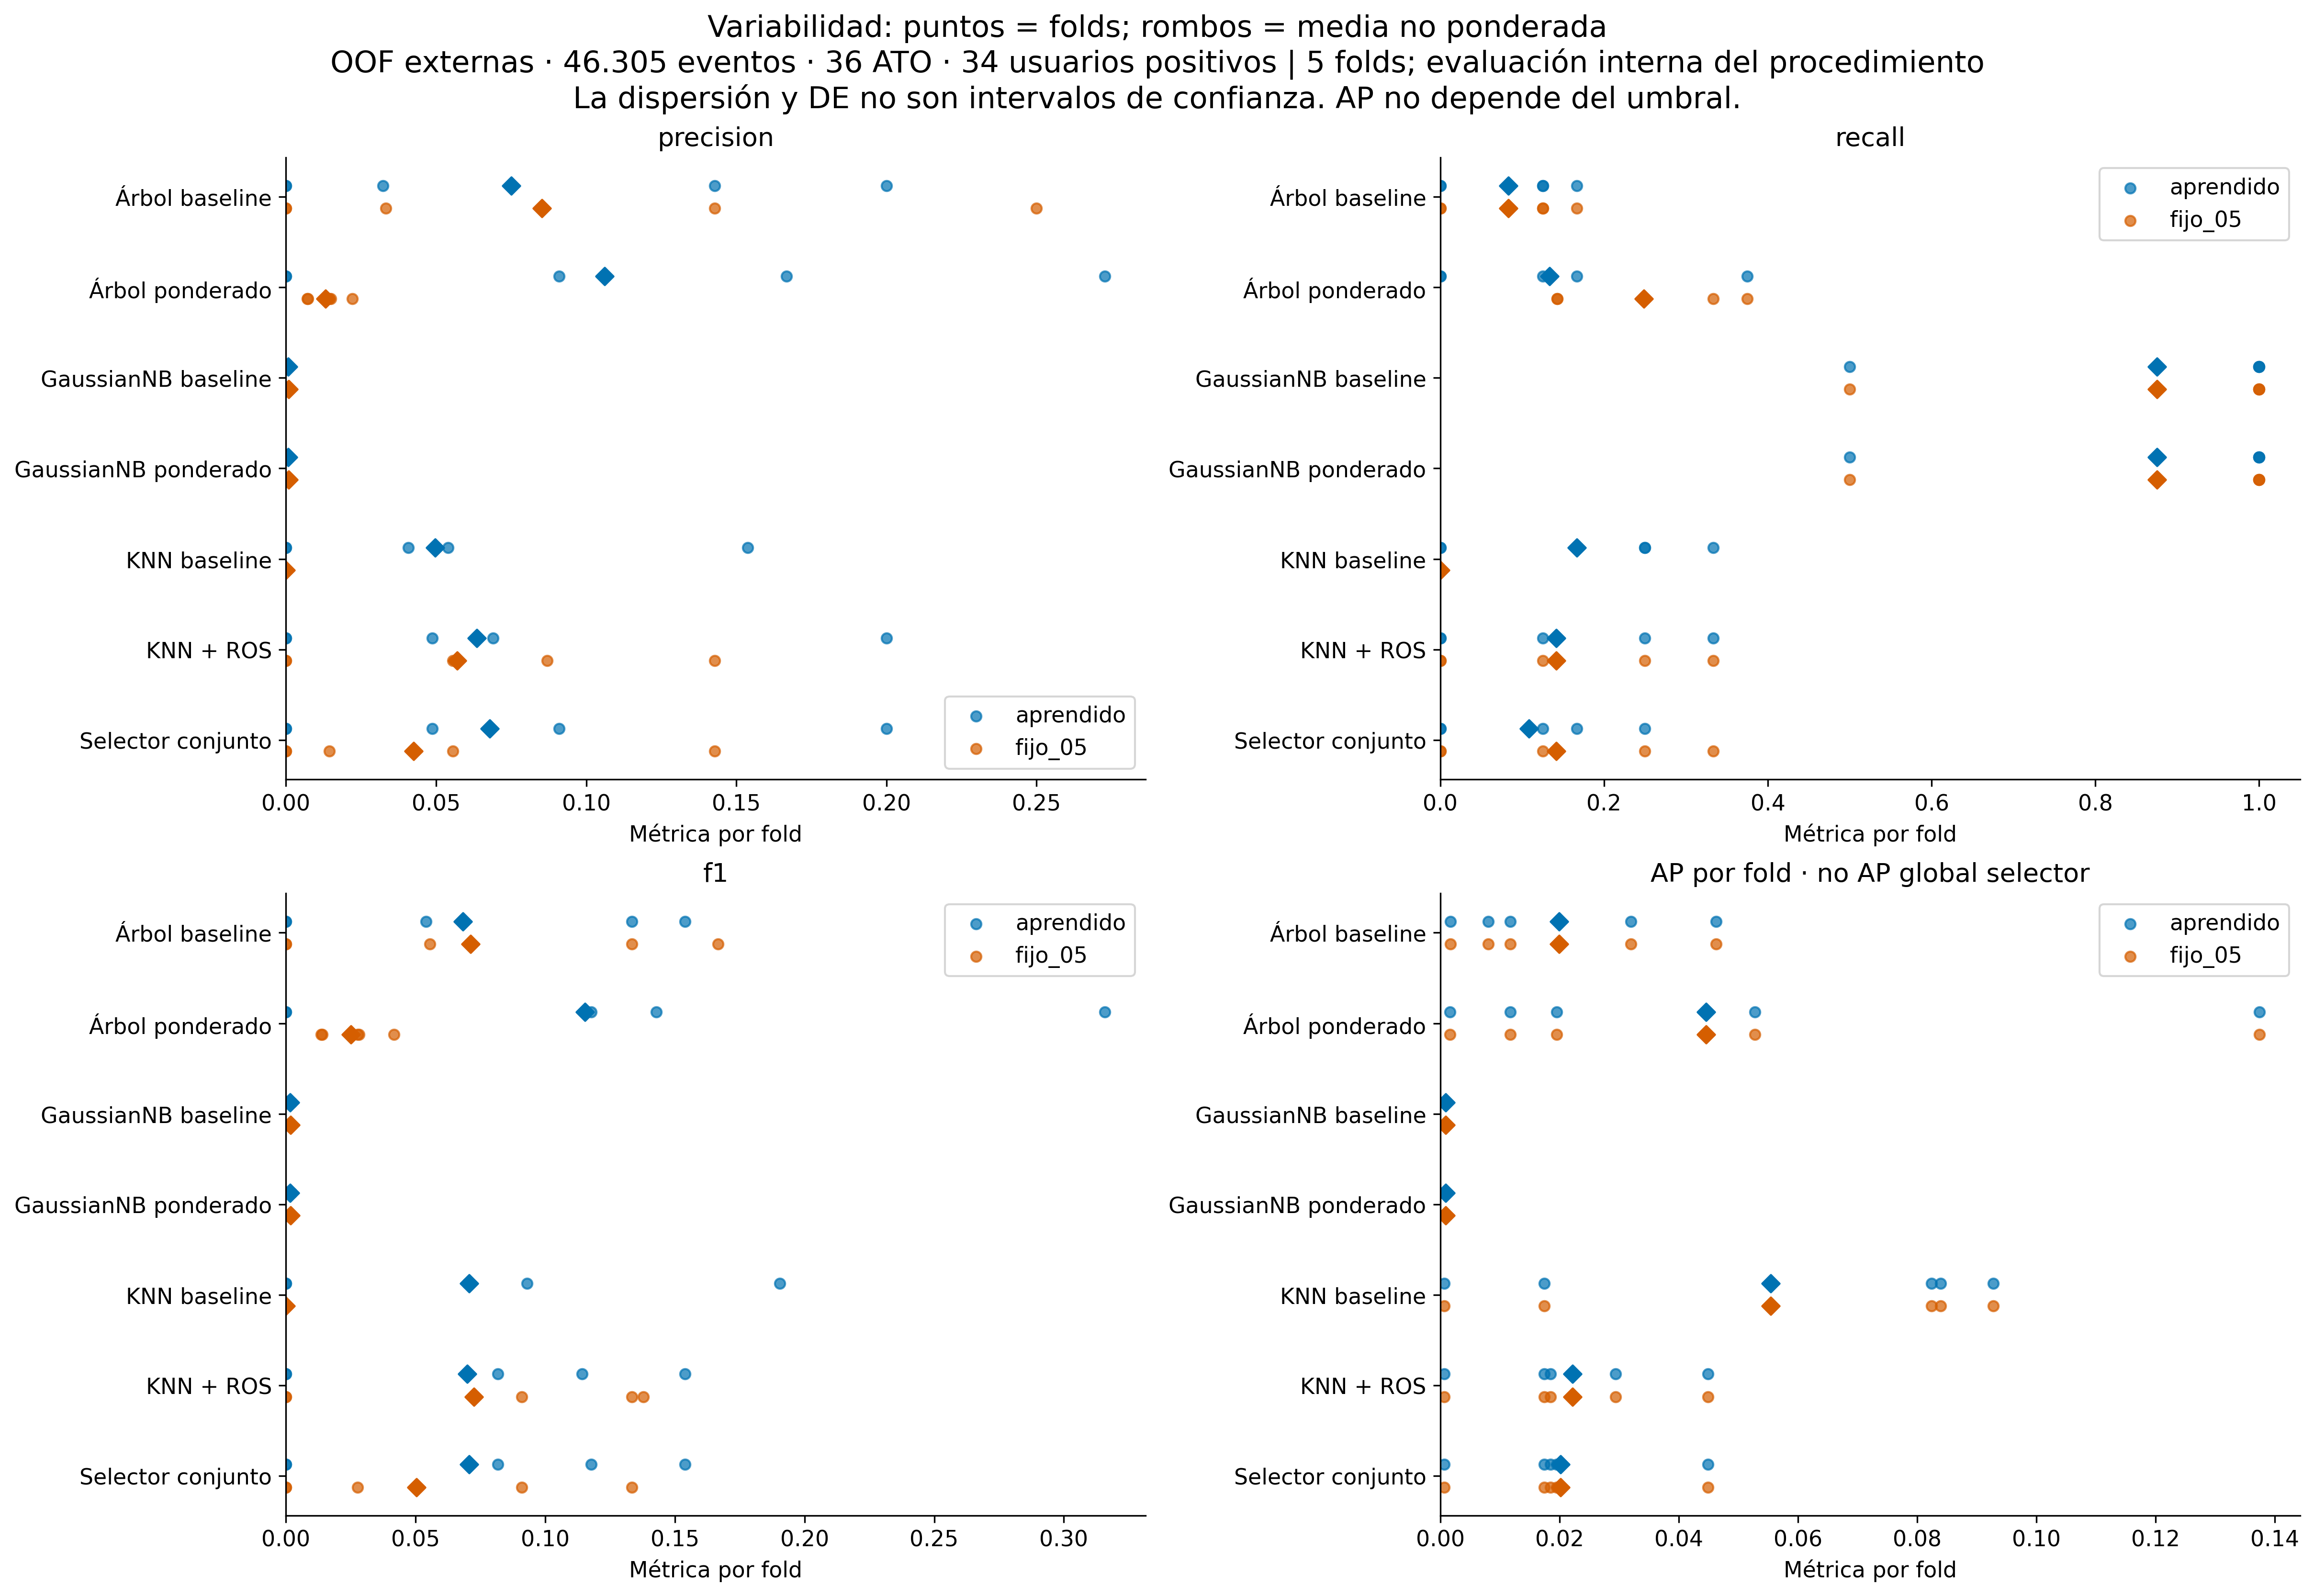 Variabilidad: puntos = folds; rombos = media no ponderada
OOF externas · 46.305 eventos · 36 ATO · 34 usuarios positivos | 5 folds; evaluación interna del procedimiento
La dispersión y DE no son intervalos de confianza. AP no depende del umbral.
precision
Árbol baseline
Árbol ponderado
GaussianNB baseline
GaussianNB ponderado
KNN baseline
KNN + ROS
Selector conjunto
aprendido
fijo_05
0.00 0.05 0.10 0.15 0.20 0.25
Métrica por fold
recall
Árbol baseline
Árbol ponderado
GaussianNB baseline
GaussianNB ponderado
KNN baseline
KNN + ROS
Selector conjunto
aprendido
fijo_05
0.0 0.2 0.4 0.6 0.8 1.0
Métrica por fold
f1
Árbol baseline
Árbol ponderado
GaussianNB baseline
GaussianNB ponderado
KNN baseline
KNN + ROS
Selector conjunto
aprendido
fijo_05
0.00 0.05 0.10 0.15 0.20 0.25 0.30
Métrica por fold
AP por fold · no AP global selector
Árbol baseline
Árbol ponderado
GaussianNB baseline
GaussianNB ponderado
KNN baseline
KNN + ROS
Selector conjunto
aprendido
fijo_05
0.00 0.02 0.04 0.06 0.08 0.10 0.12 0.14
Métrica por fold